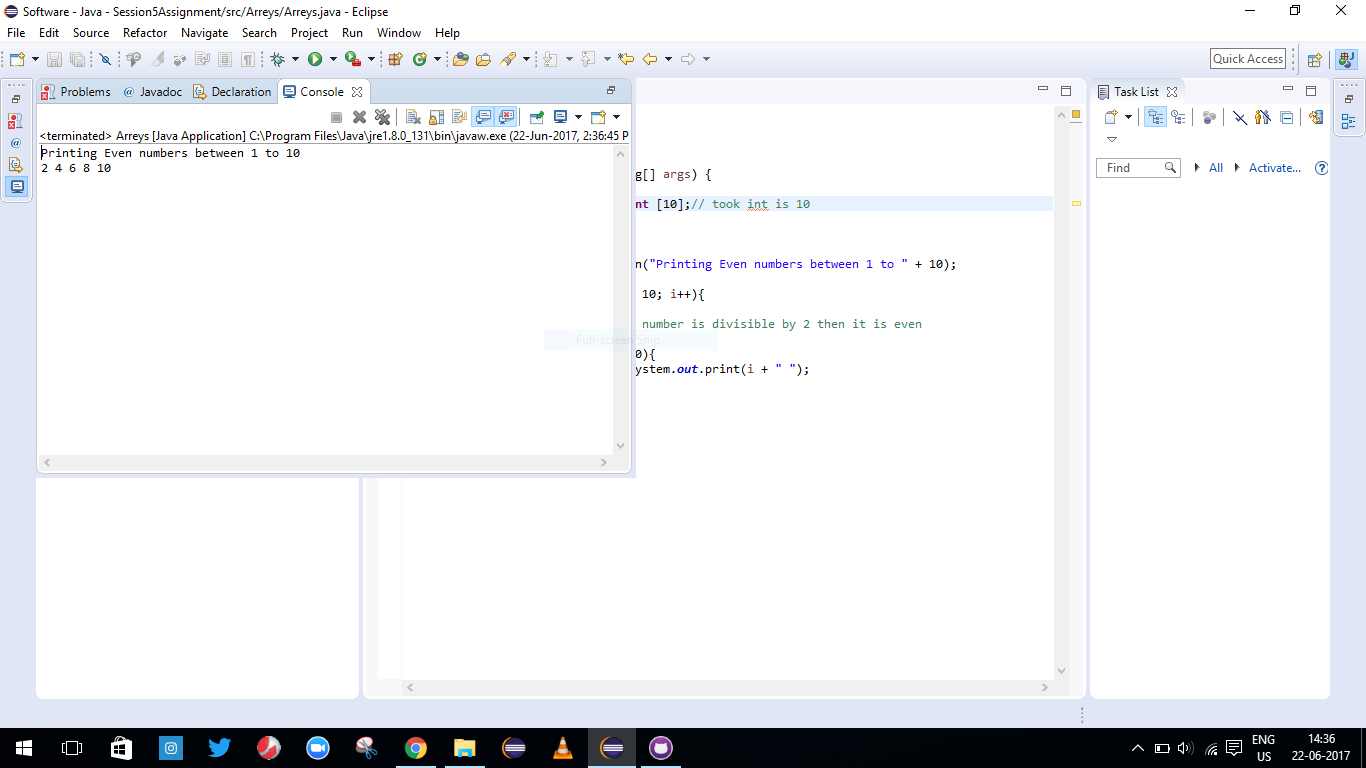 Software - Java - Session5Assignment/src/Arreys/Arreys.java - Eclipse
File Edit Source Refactor Navigate Search Project Run Window Help
Quick Access
Problems @ Javadoc Declaration Console
<terminated> Arreys [Java Application] C:\Program Files\Java\jre1.8.0_131\bin\javaw.exe (22-Jun-2017, 2:36:45 P
Printing Even numbers between 1 to 10
2 4 6 8 10
g[] args) {
nt [10];// took int is 10
n("Printing Even numbers between 1 to " + 10);
10; i++){
number is divisible by 2 then it is even
0){
ystem.out.print(i + " ");
Full-screen Snip
Task List
Find All Activate...
ENG
US
14:36
22-06-2017